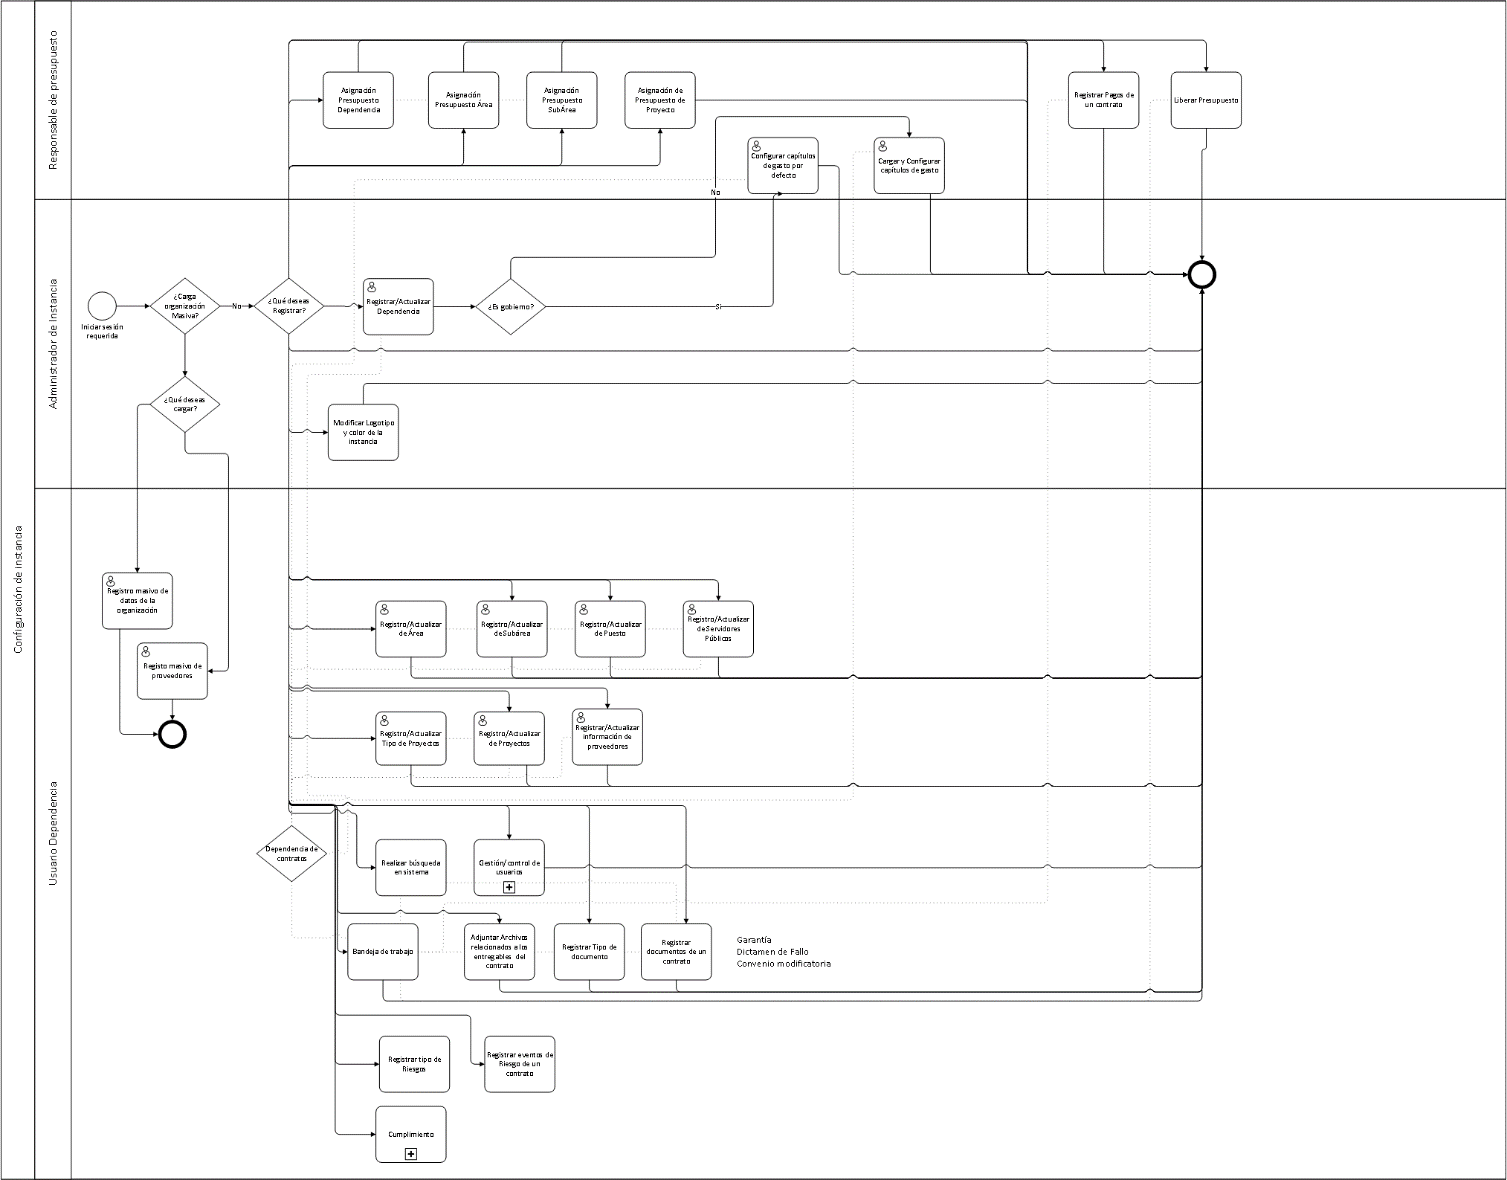 Configuración de instancia
Responsable de presupuesto
Asignación
Presupuesto
Dependencia
Asignación
Presupuesto Área
Asignación
Presupuesto
SubÁrea
Asignación de
Presupuesto de
Proyecto
Registrar Pagos de
un contrato
Liberar Presupuesto
Configurar capítulos
de gasto por
defecto
Cargar y Configurar
capítulos de gasto
No
Administrador de Instancia
Iniciar sesión
requerida
¿Carga
organización
Masiva?
No
¿Qué deseas
Registrar?
Registrar/Actualizar
Dependencia
¿Es gobierno?
Si
¿Qué deseas
cargar?
Modificar Logotipo
y color de la
instancia
Usuario Dependencia
Registro masivo de
datos de la
organización
Registo masivo de
proveedores
Registro/Actualizar
de Área
Registro/Actualizar
de Subárea
Registro/Actualizar
de Puesto
Registro/Actualizar
de Servidores
Públicos
Registro/Actualizar
Tipo de Proyectos
Registro/Actualizar
de Proyectos
Registrar/Actualizar
información de
proveedores
Dependencia de
contratos
Realizar búsqueda
en sistema
Gestión/control de
usuarios
Bandeja de trabajo
Adjuntar Archivos
relacionados a los
entregables del
contrato
Registrar Tipo de
documento
Registrar
documentos de un
contrato
Garantía
Dictamen de Fallo
Convenio modificatoria
Registrar tipo de
Riesgos
Registrar eventos de
Riesgo de un
contrato
Cumplimiento